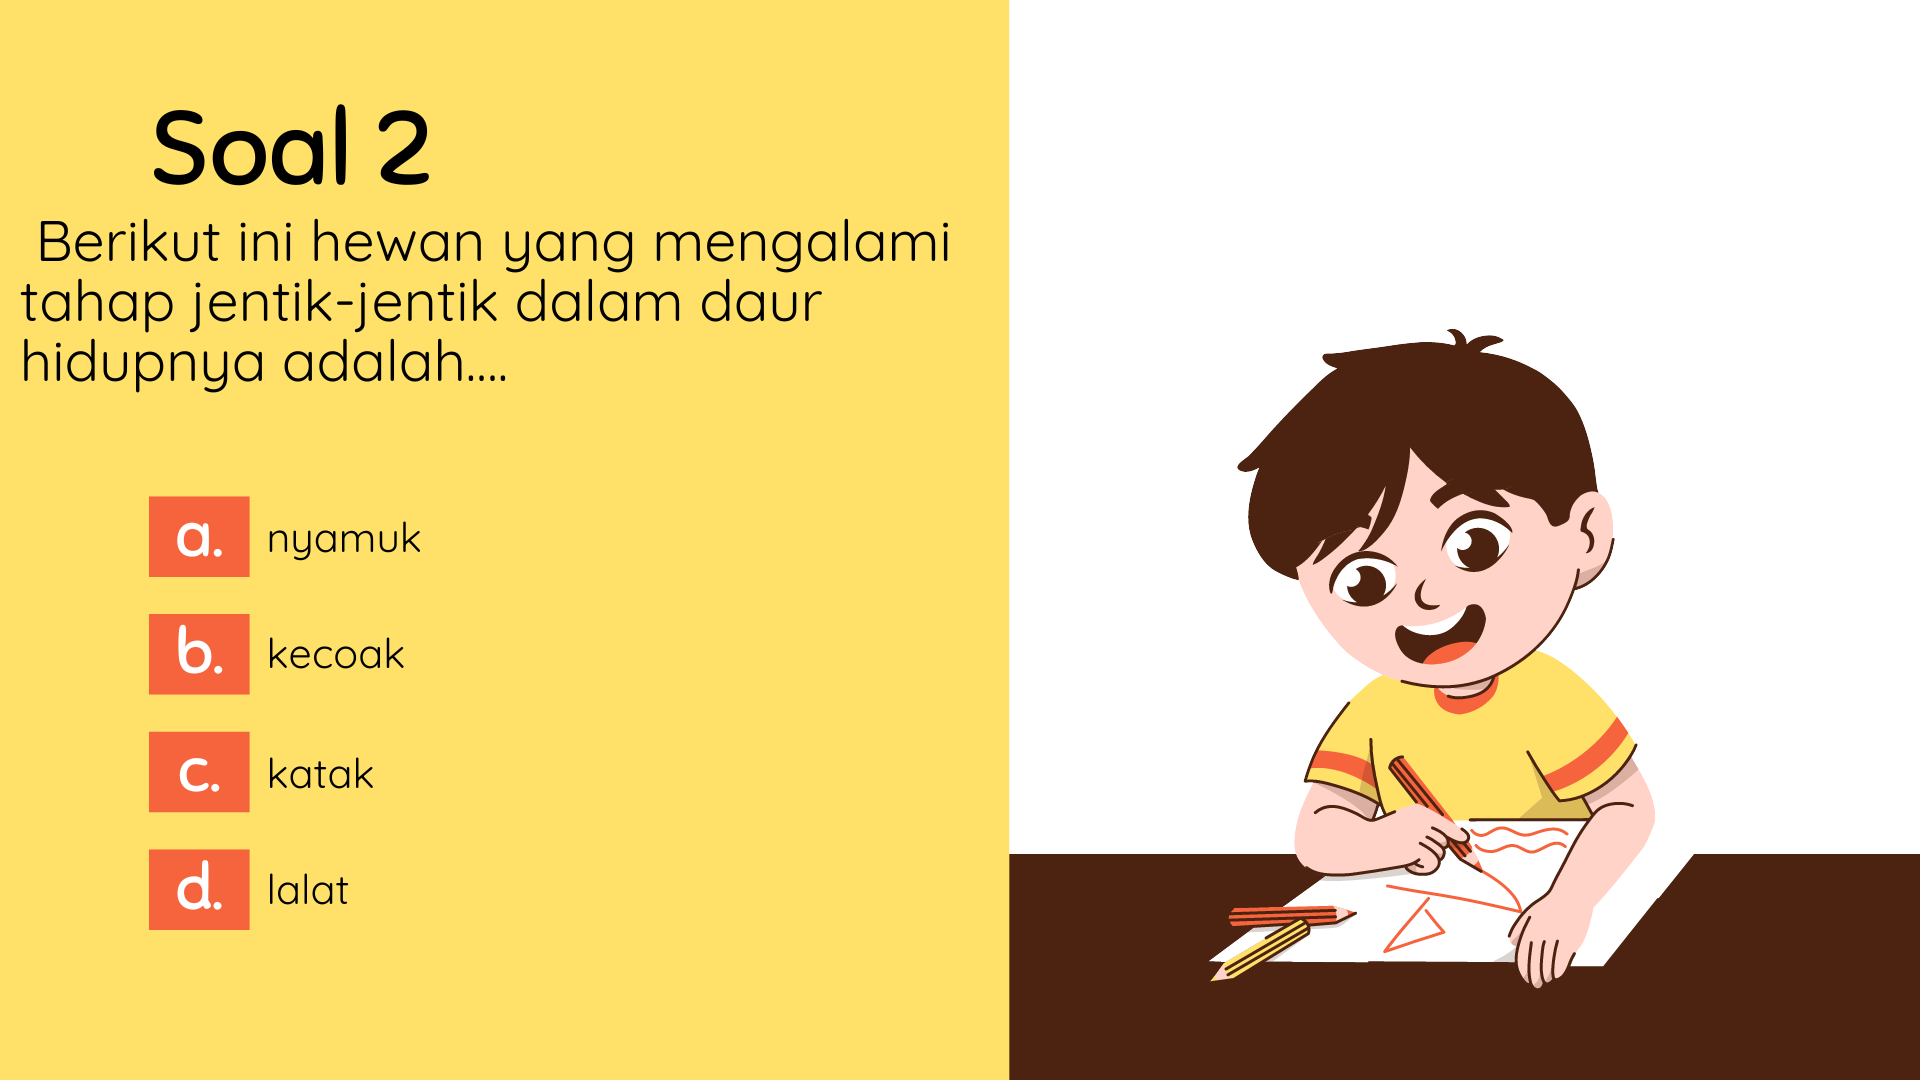 Soal 2
Berikut ini hewan yang mengalami
tahap jentik-jentik dalam daur
hidupnya adalah....
a. nyamuk
b. kecoak
c. katak
d. lalat